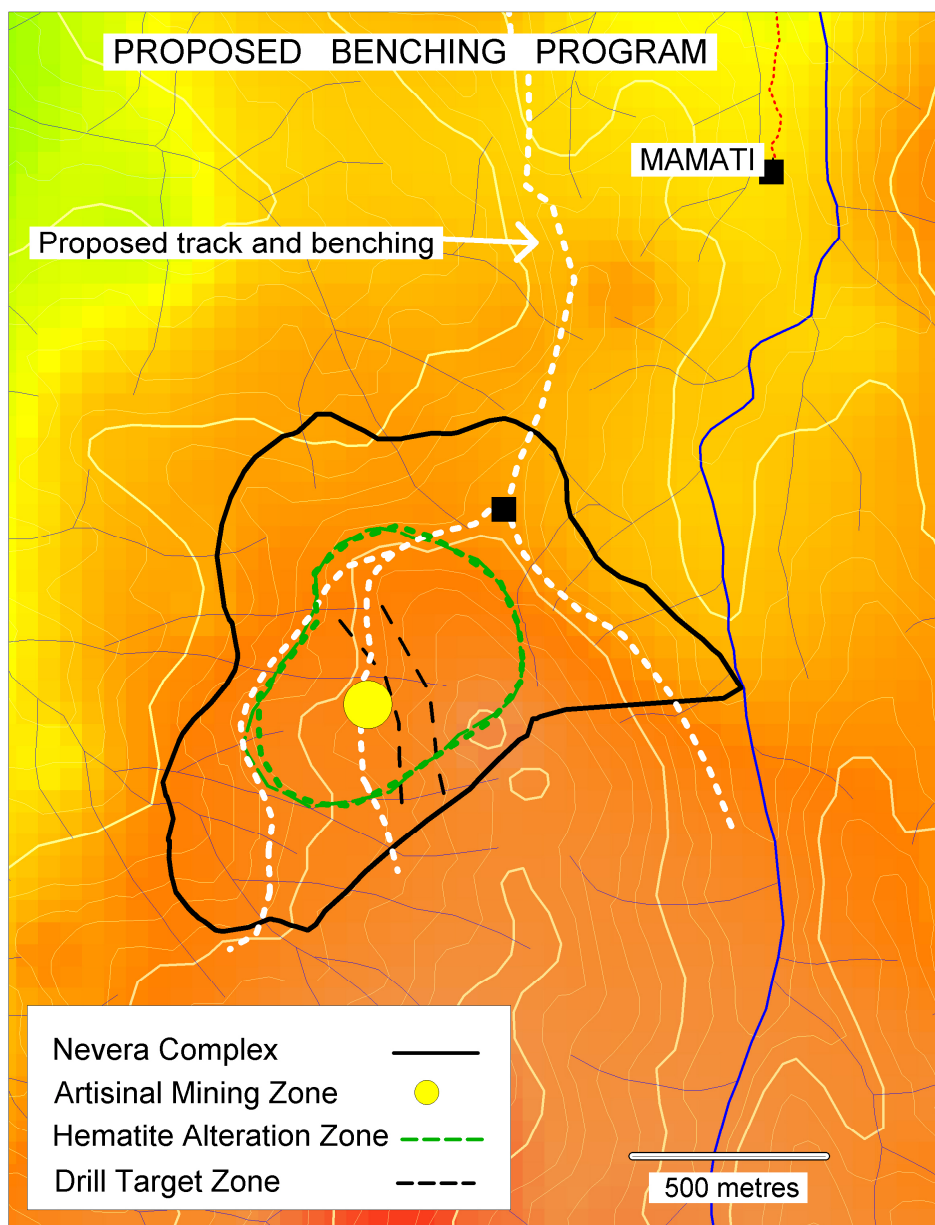 PROPOSED BENCHING PROGRAM
MAMATI
Proposed track and benching
Nevera Complex
Artisinal Mining Zone
Hematite Alteration Zone
Drill Target Zone
500 metres